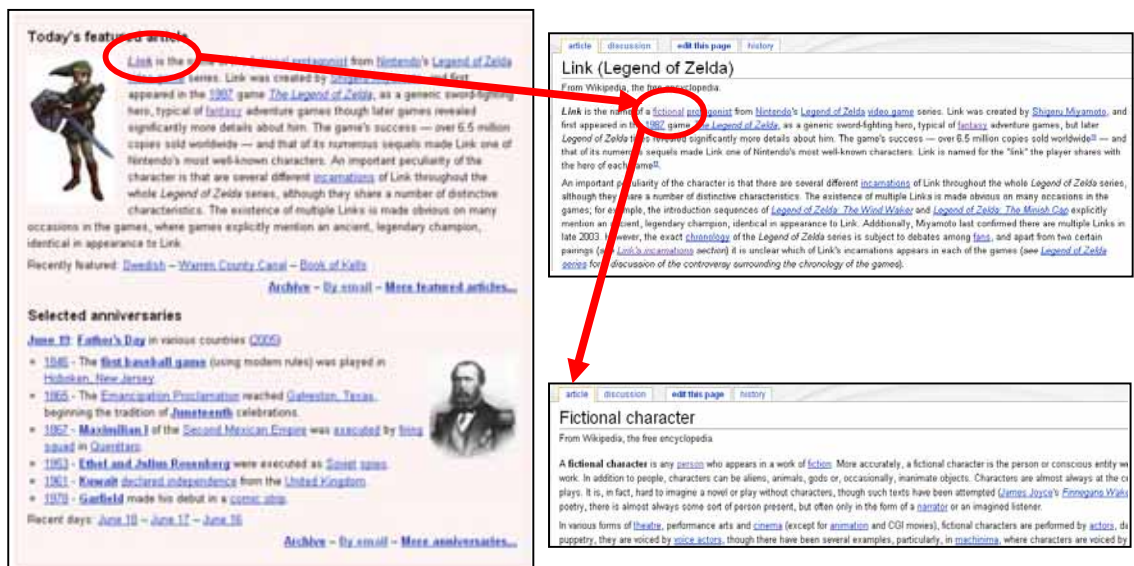 Today's featured article
Link is the name of the fictional protagonist from Nintendo's Legend of Zelda
video game series. Link was created by Shigeru Miyamoto, and first
appeared in the 1987 game The Legend of Zelda, as a generic sword-fighting
hero, typical of fantasy adventure games though later games revealed
significantly more details about him. The game's success — over 6.5 million
copies sold worldwide — and that of its numerous sequels made Link one of
Nintendo's most well-known characters. An important peculiarity of the
character is that are several different incarnations of Link throughout the
whole Legend of Zelda series, although they share a number of distinctive
characteristics. The existence of multiple Links is made obvious on many
occasions in the games, where games explicitly mention an ancient, legendary champion,
identical in appearance to Link.
Recently featured: Swedish – Warren County Canal – Book of Kells
Archive – By email – More featured articles...
Selected anniversaries
June 19: Father's Day in various countries (2005)
1846 - The first baseball game (using modern rules) was played in
Hoboken, New Jersey.
1865 - The Emancipation Proclamation reached Galveston, Texas,
beginning the tradition of Juneteenth celebrations.
1867 - Maximilian I of the Second Mexican Empire was executed by firing
squad in Querétaro.
1953 - Ethel and Julius Rosenberg were executed as Soviet spies.
1961 - Kuwait declared independence from the United Kingdom.
1978 - Garfield made his debut in a comic strip.
Recent days: June 18 – June 17 – June 16
Archive – By email – More anniversaries...
article discussion edit this page history
Link (Legend of Zelda)
From Wikipedia, the free encyclopedia.
Link is the name of a fictional protagonist from Nintendo's Legend of Zelda video game series. Link was created by Shigeru Miyamoto, and
first appeared in the 1987 game The Legend of Zelda, as a generic sword-fighting hero, typical of fantasy adventure games, but later
Legend of Zelda revealed significantly more details about him. The game's success — over 6.5 million copies sold worldwide — and
that of its numerous sequels made Link one of Nintendo's most well-known characters. Link is named for the "link" the player shares with
the hero of each game
An important peculiarity of the character is that there are several different incarnations of Link throughout the whole Legend of Zelda series,
although they share a number of distinctive characteristics. The existence of multiple Links is made obvious on many occasions in the
games; for example, the introduction sequences of Legend of Zelda: The Wind Waker and Legend of Zelda: The Minish Cap explicitly
mention an ancient, legendary champion, identical in appearance to Link. Additionally, Miyamoto last confirmed there are multiple Links in
late 2003. However, the exact chronology of the Legend of Zelda series is subject to debates among fans, and apart from two certain
pairings (see Link's incarnations section) it is unclear which of Link's incarnations appears in each of the games (see Legend of Zelda
series for discussion of the controversy surrounding the chronology of the games).
article discussion edit this page history
Fictional character
From Wikipedia, the free encyclopedia
A fictional character is any person who appears in a work of fiction. More accurately, a fictional character is the person or conscious entity we
work. In addition to people, characters can be aliens, animals, gods or, occasionally, inanimate objects. Characters are almost always at the ce
plays. It is, in fact, hard to imagine a novel or play without characters, though such texts have been attempted (James Joyce's Finnegans Wake
poetry, there is almost always some sort of person present, but often only in the form of a narrator or an imagined listener.
In various forms of theatre, performance arts and cinema (except for animation and CGI movies), fictional characters are performed by actors, da
puppetry, they are voiced by voice actors, though there have been several examples, particularly, in machinima, where characters are voiced by